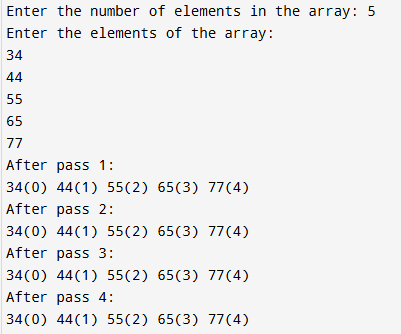 Enter the number of elements in the array: 5
Enter the elements of the array:
34
44
55
65
77
After pass 1:
34(0) 44(1) 55(2) 65(3) 77(4)
After pass 2:
34(0) 44(1) 55(2) 65(3) 77(4)
After pass 3:
34(0) 44(1) 55(2) 65(3) 77(4)
After pass 4:
34(0) 44(1) 55(2) 65(3) 77(4)